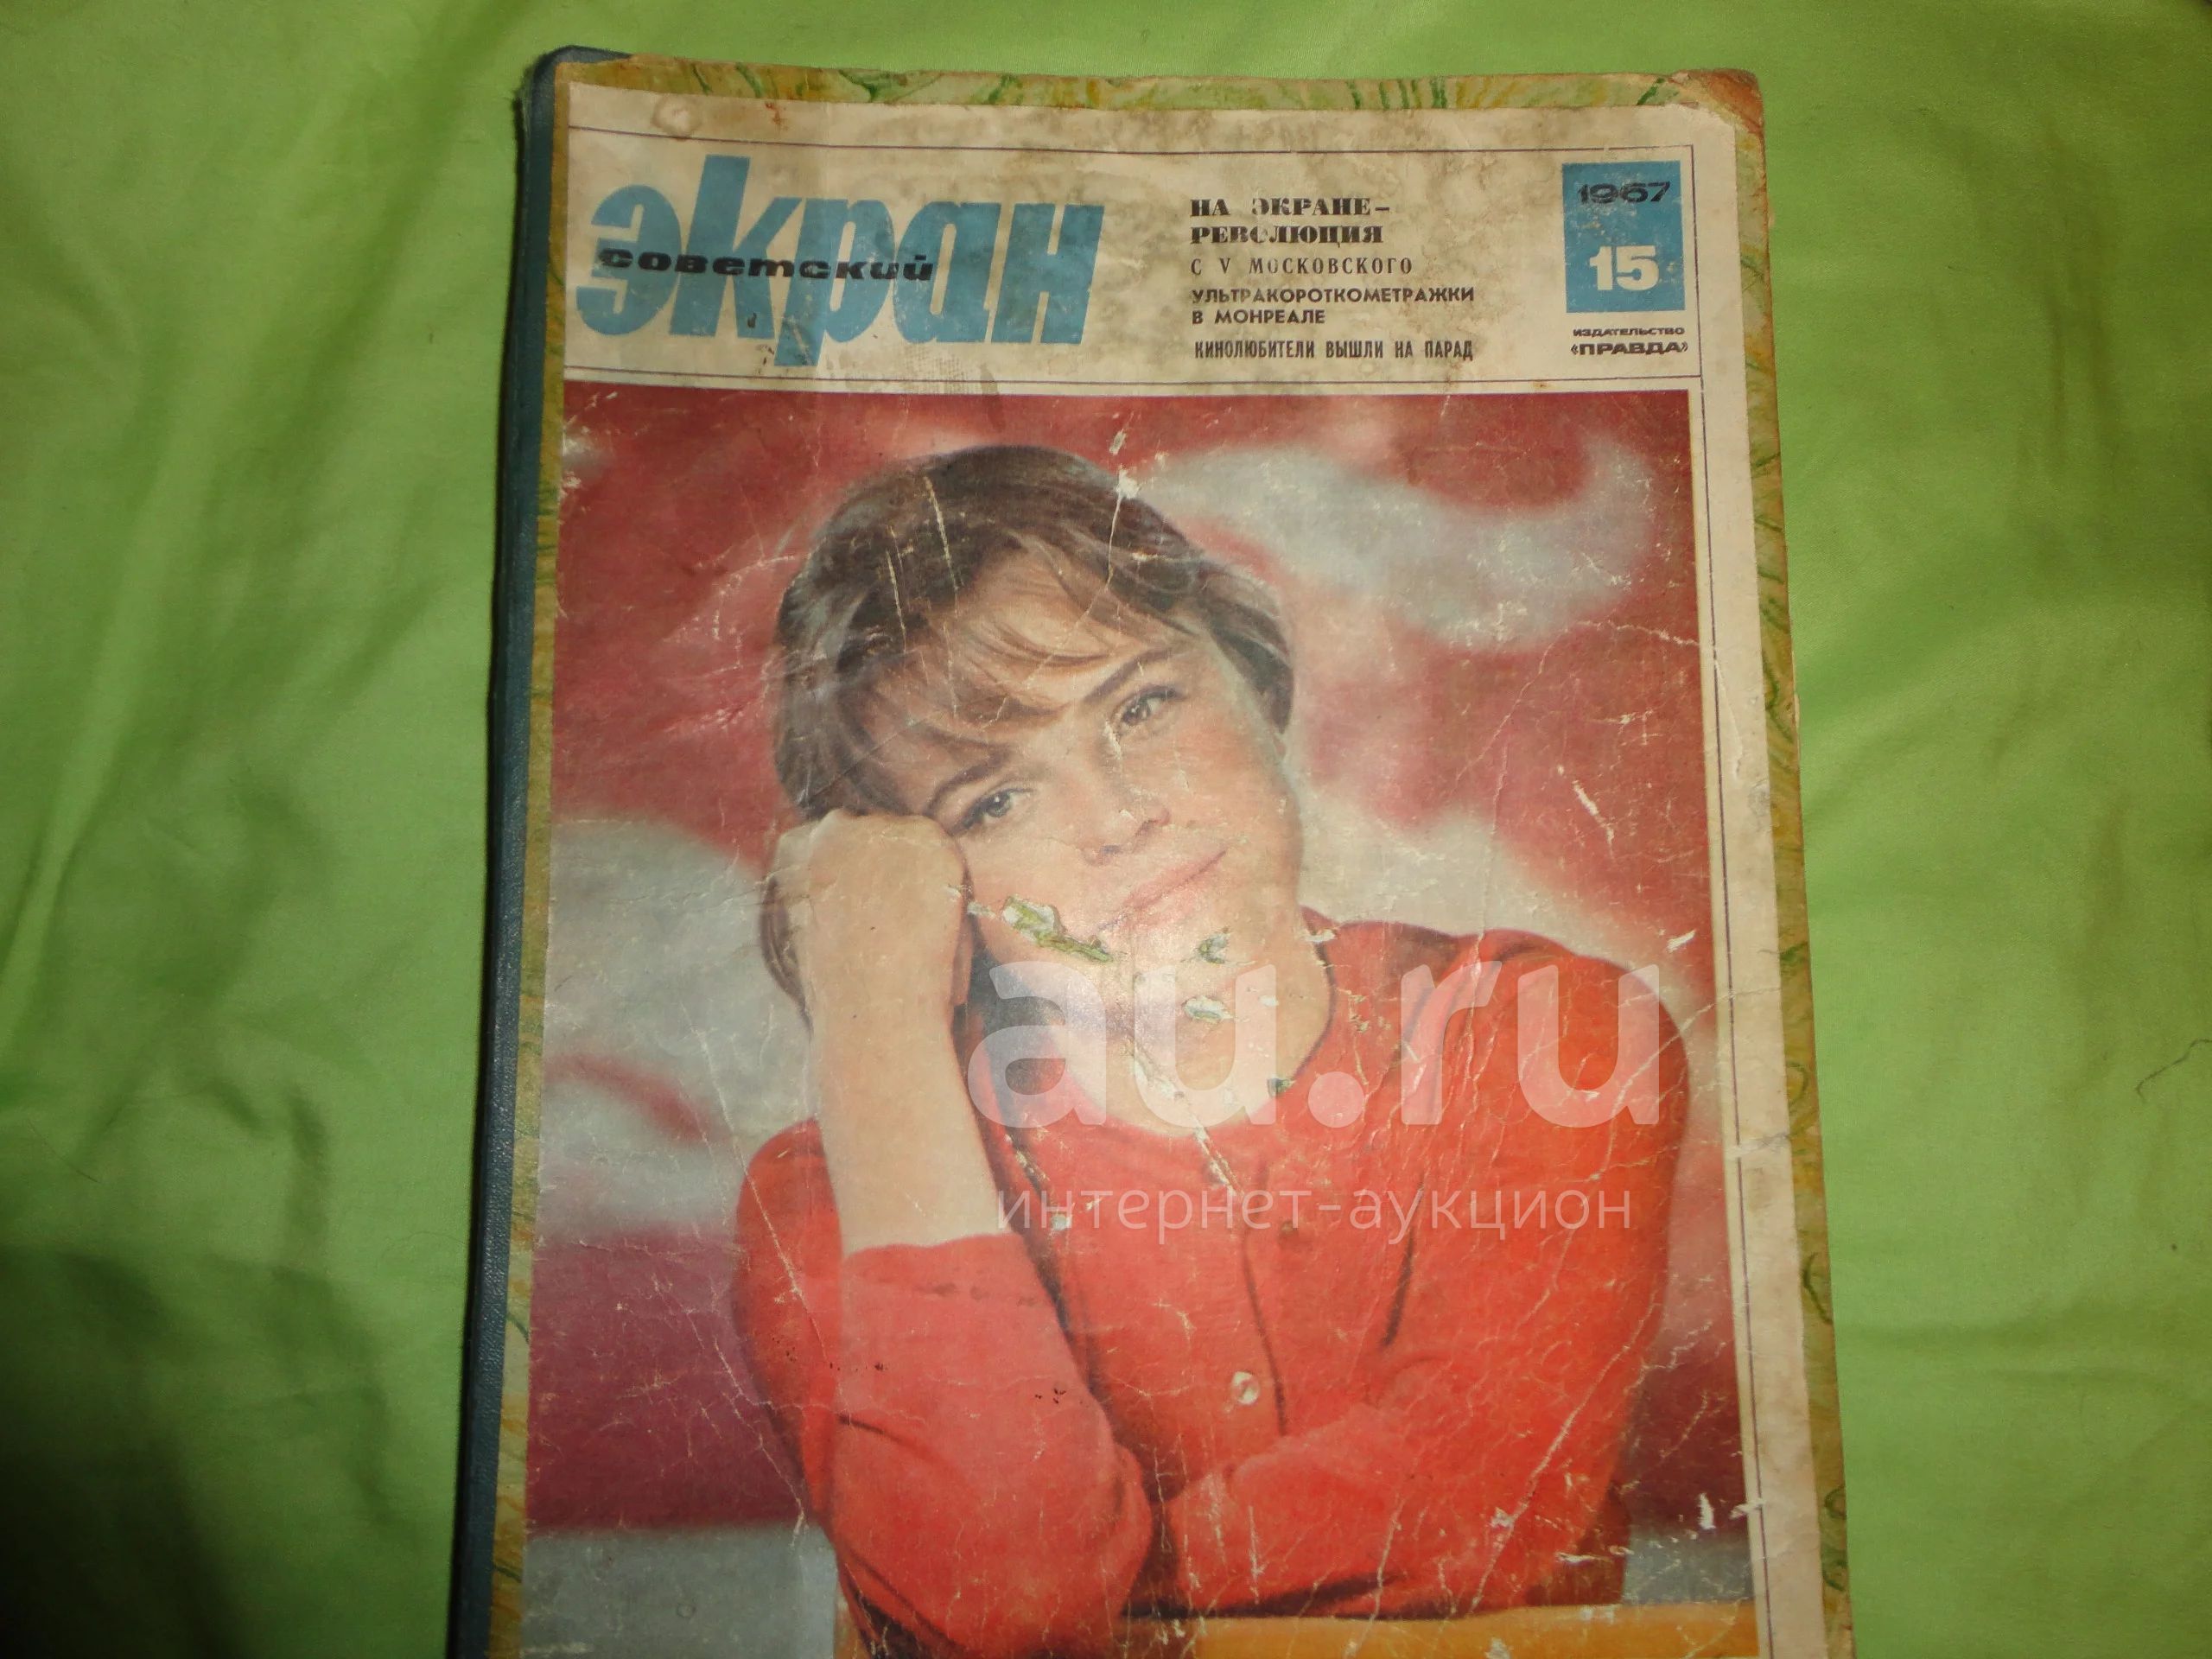 экран
советский
НА ЭКРАНЕ–
РЕВОЛЮЦИЯ
С V МОСКОВСКОГО
УЛЬТРАКОРОТКОМЕТРАЖКИ
В МОНРЕАЛЕ
КИНОЛЮБИТЕЛИ ВЫШЛИ НА ПАРАД
1967
15
ИЗДАТЕЛЬСТВО
«ПРАВДА»
au.ru
интернет-аукцион